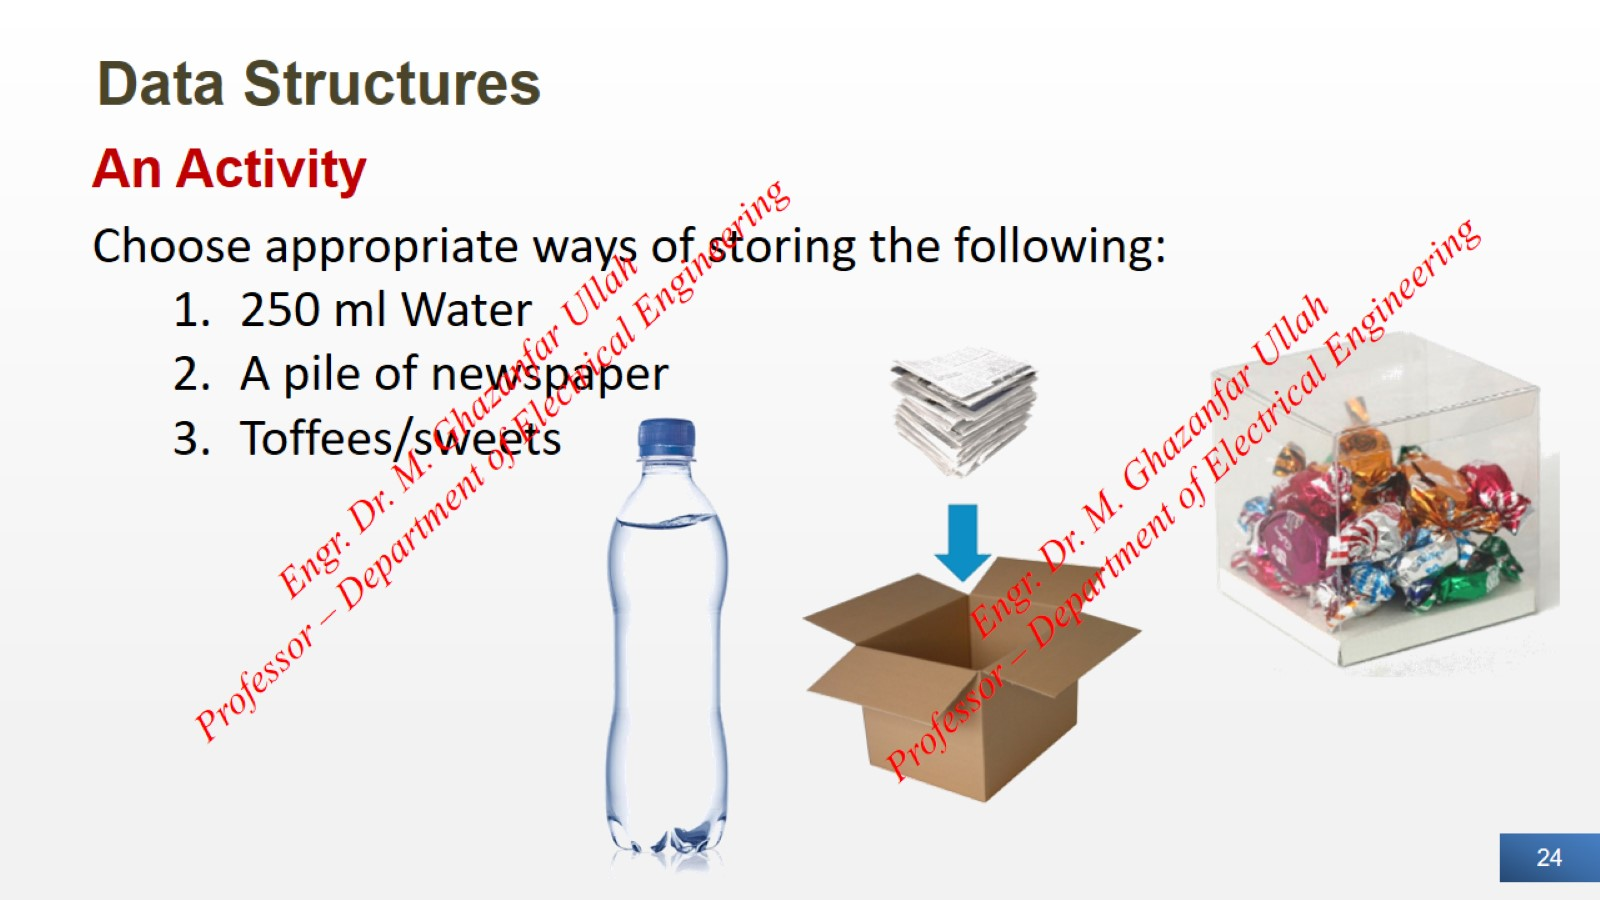 Data Structures
An Activity
Choose appropriate ways of storing the following:
1. 250 ml Water
2. A pile of newspaper
3. Toffees/sweets
Engr. Dr. M. Ghazanfar Ullah
Professor – Department of Electrical Engineering
Engr. Dr. M. Ghazanfar Ullah
Professor – Department of Electrical Engineering
24